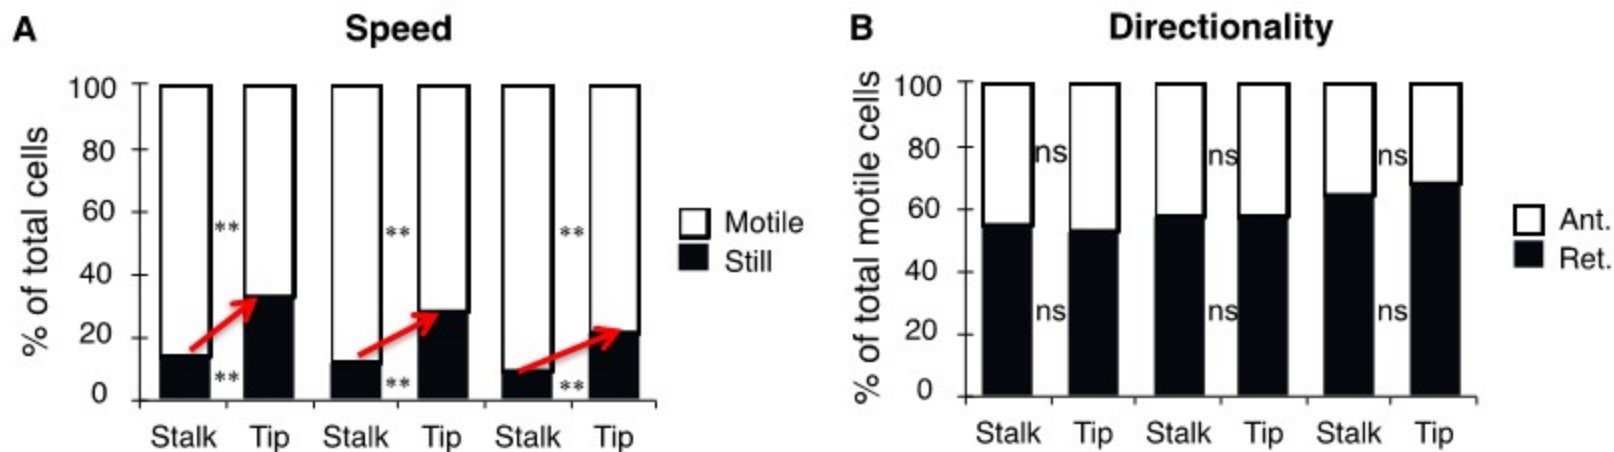 A
Speed
% of total cells
100
80
60
40
20
0
**
**
**
**
**
**
Stalk Tip Stalk Tip Stalk Tip
Motile
Still
B
Directionality
% of total motile cells
100
80
60
40
20
0
ns
ns
ns
ns
ns
ns
Stalk Tip Stalk Tip Stalk Tip
Ant.
Ret.